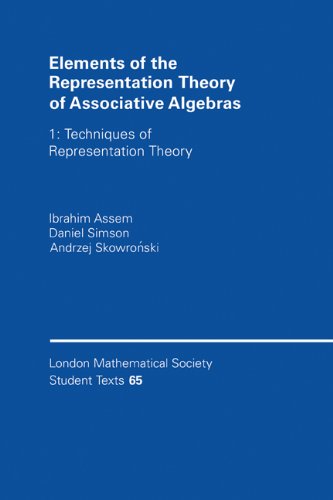 Elements of the
Representation Theory
of Associative Algebras
1: Techniques of
Representation Theory
Ibrahim Assem
Daniel Simson
Andrzej Skowroński
London Mathematical Society
Student Texts 65